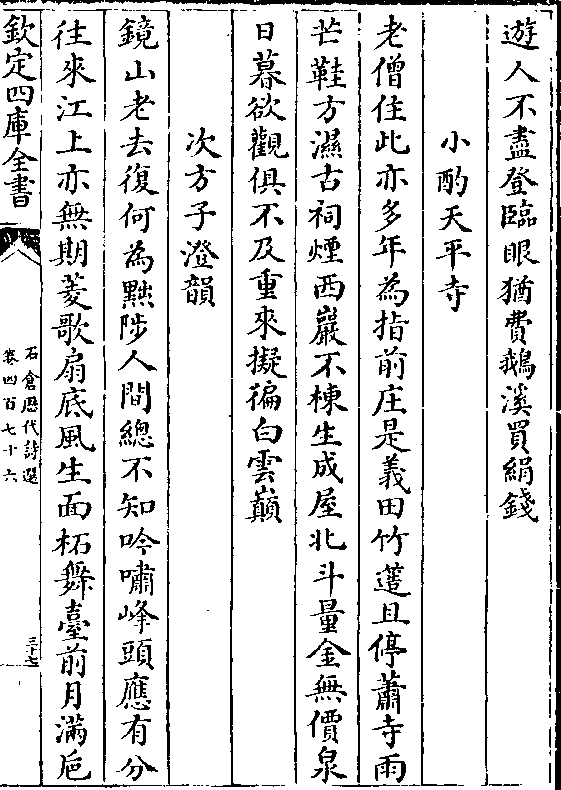 遊人不盡登臨眼猶費鵝溪買絹錢
小酌天平寺
老僧住此亦多年為指前庄是義田竹籧且停蕭寺雨
芒鞋方濕古祠煙西巖不棟生成屋北斗量金無價泉
日暮欲觀俱不及重來擬徧白雲巔
次方子澄韻
鏡山老去復何為黜陟人間總不知吟嘯峰頭應有分
往來江上亦無期菱歌扇底風生面柘舞臺前月滿巵
欽定四庫全書
石倉歷代詩選
卷四百七十六
三十七